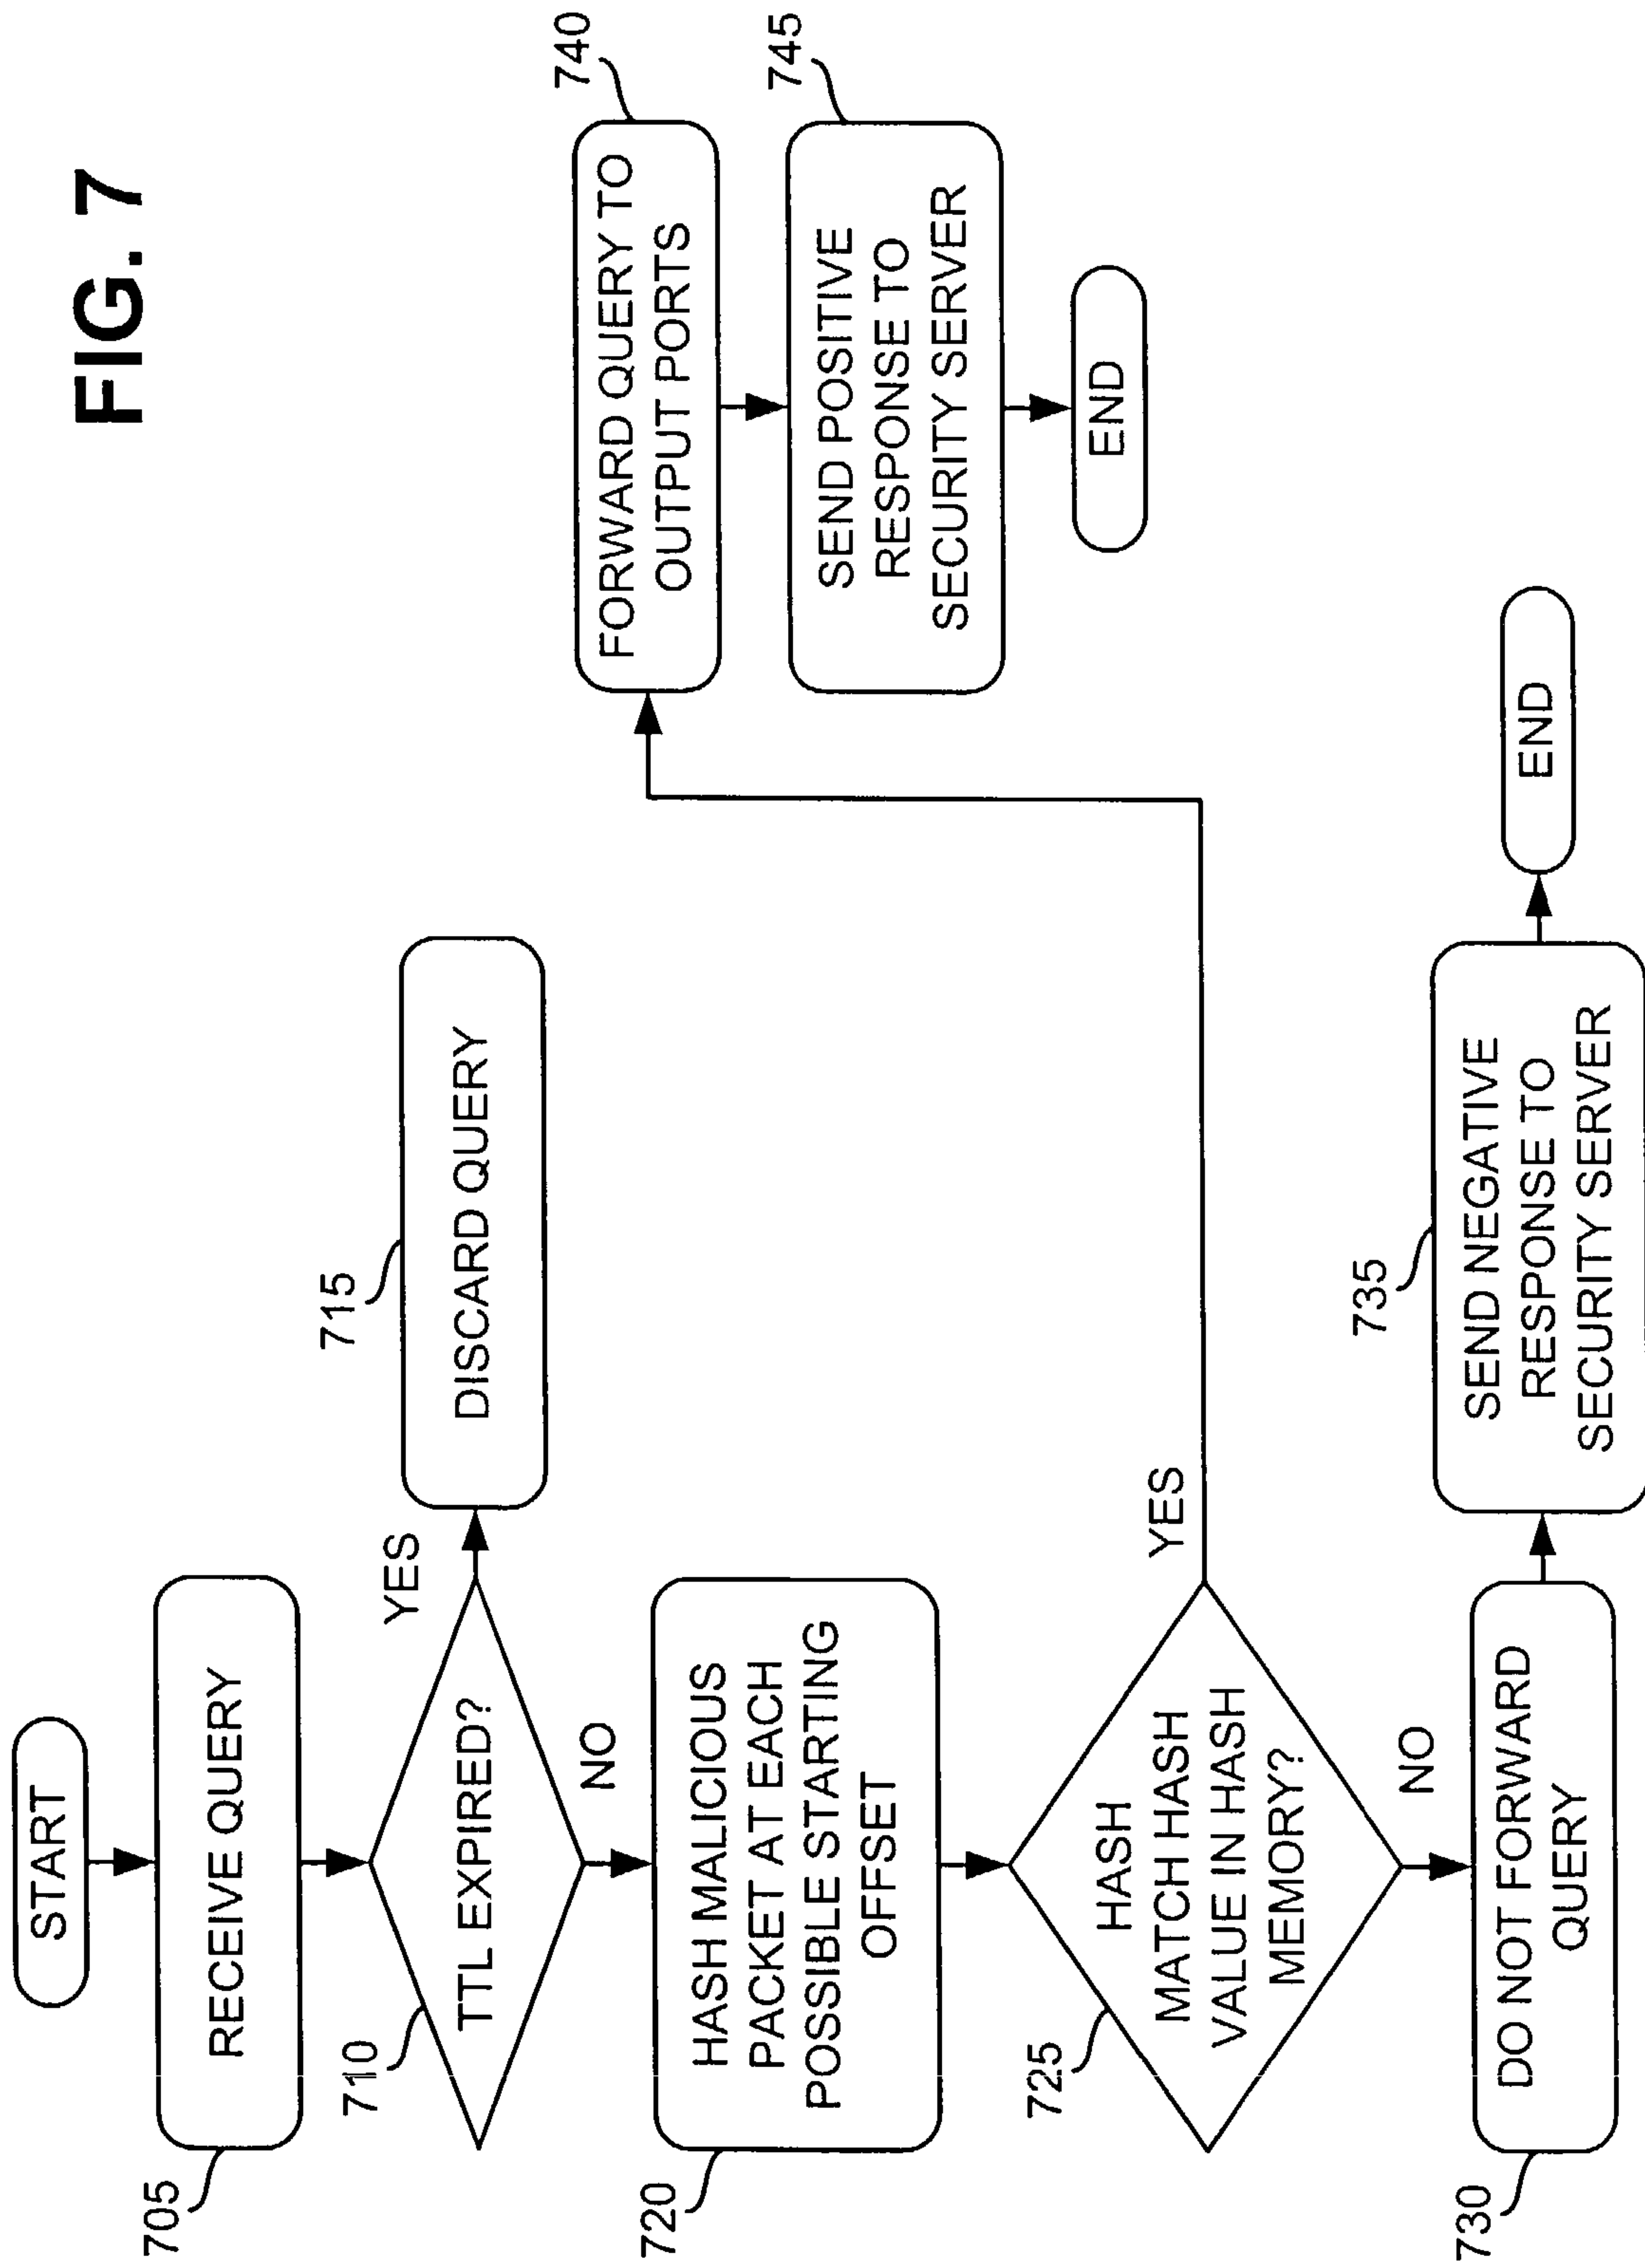 FIG. 7
START
705
RECEIVE QUERY
710
TTL EXPIRED?
YES
715
DISCARD QUERY
NO
720
HASH MALICIOUS
PACKET AT EACH
POSSIBLE STARTING
OFFSET
725
HASH
MATCH HASH
VALUE IN HASH
MEMORY?
YES
NO
730
DO NOT FORWARD
QUERY
735
SEND NEGATIVE
RESPONSE TO
SECURITY SERVER
END
740
FORWARD QUERY TO
OUTPUT PORTS
745
SEND POSITIVE
RESPONSE TO
SECURITY SERVER
END